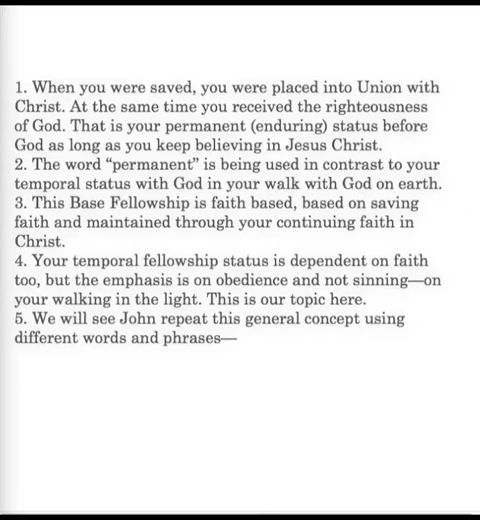 1. When you were saved, you were placed into Union with
Christ. At the same time you received the righteousness
of God. That is your permanent (enduring) status before
God as long as you keep believing in Jesus Christ.
2. The word “permanent” is being used in contrast to your
temporal status with God in your walk with God on earth.
3. This Base Fellowship is faith based, based on saving
faith and maintained through your continuing faith in
Christ.
4. Your temporal fellowship status is dependent on faith
too, but the emphasis is on obedience and not sinning—on
your walking in the light. This is our topic here.
5. We will see John repeat this general concept using
different words and phrases—